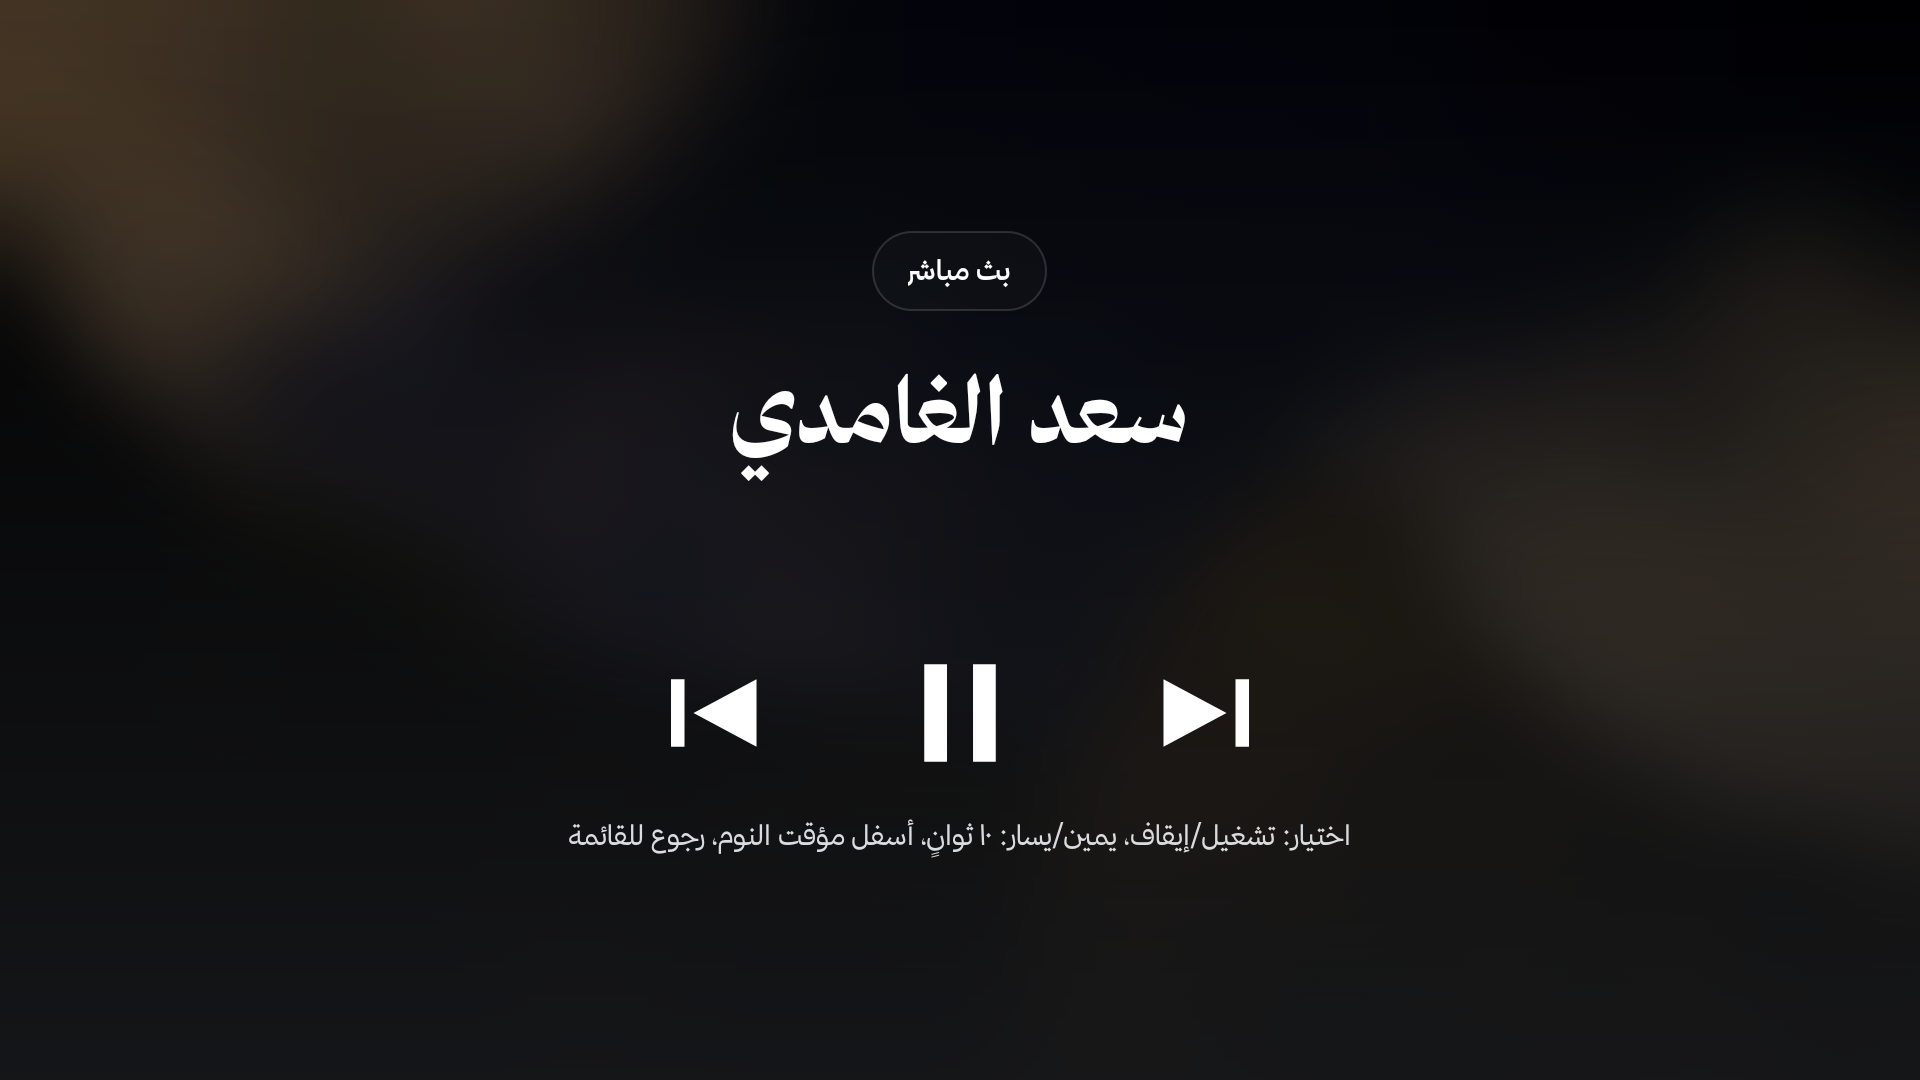 بث مباشر
سعد الغامدي
اختيار: تشغيل/إيقاف، يمين/يسار: ١٠ ثوانٍ، أسفل مؤقت النوم، رجوع للقائمة